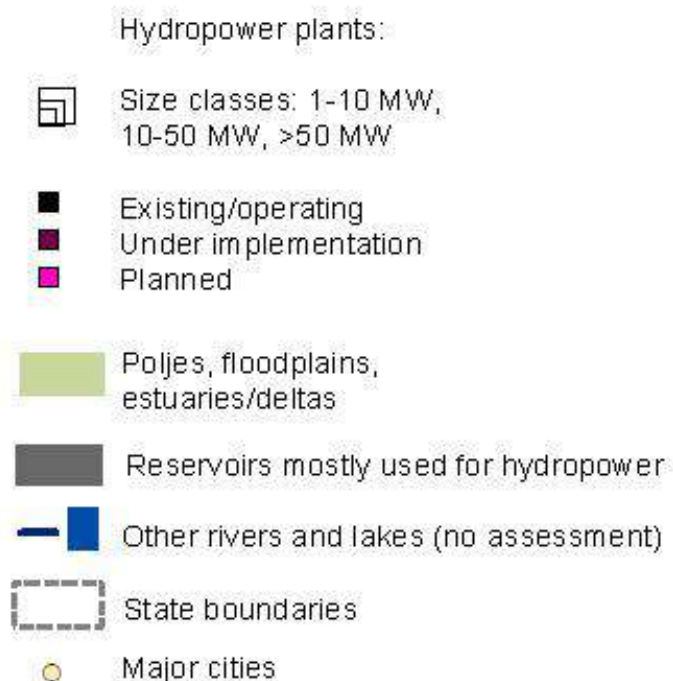 Hydropower plants:
Size classes: 1-10 MW,
10-50 MW, >50 MW
Existing/operating
Under implementation
Planned
Poljes, floodplains,
estuaries/deltas
Reservoirs mostly used for hydropower
Other rivers and lakes (no assessment)
State boundaries
Major cities